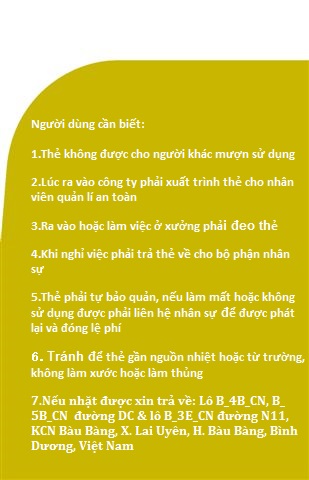 Người dùng cần biết:
1.Thẻ không được cho người khác mượn sử dụng
2.Lúc ra vào công ty phải xuất trình thẻ cho nhân
viên quản lí an toàn
3.Ra vào hoặc làm việc ở xưởng phải đeo thẻ
4.Khi nghỉ việc phải trả thẻ về cho bộ phận nhân
sự
5.Thẻ phải tự bảo quản, nếu làm mất hoặc không
sử dụng được phải liên hệ nhân sự để được phát
lại và đóng lệ phí
6. Tránh để thẻ gần nguồn nhiệt hoặc từ trường,
không làm xước hoặc làm thủng
7.Nếu nhặt được xin trả về: Lô B_4B_CN, B_
5B_CN đường DC & lô B_3E_CN đường N11,
KCN Bàu Bàng, X. Lai Uyên, H. Bàu Bàng, Bình
Dương, Việt Nam